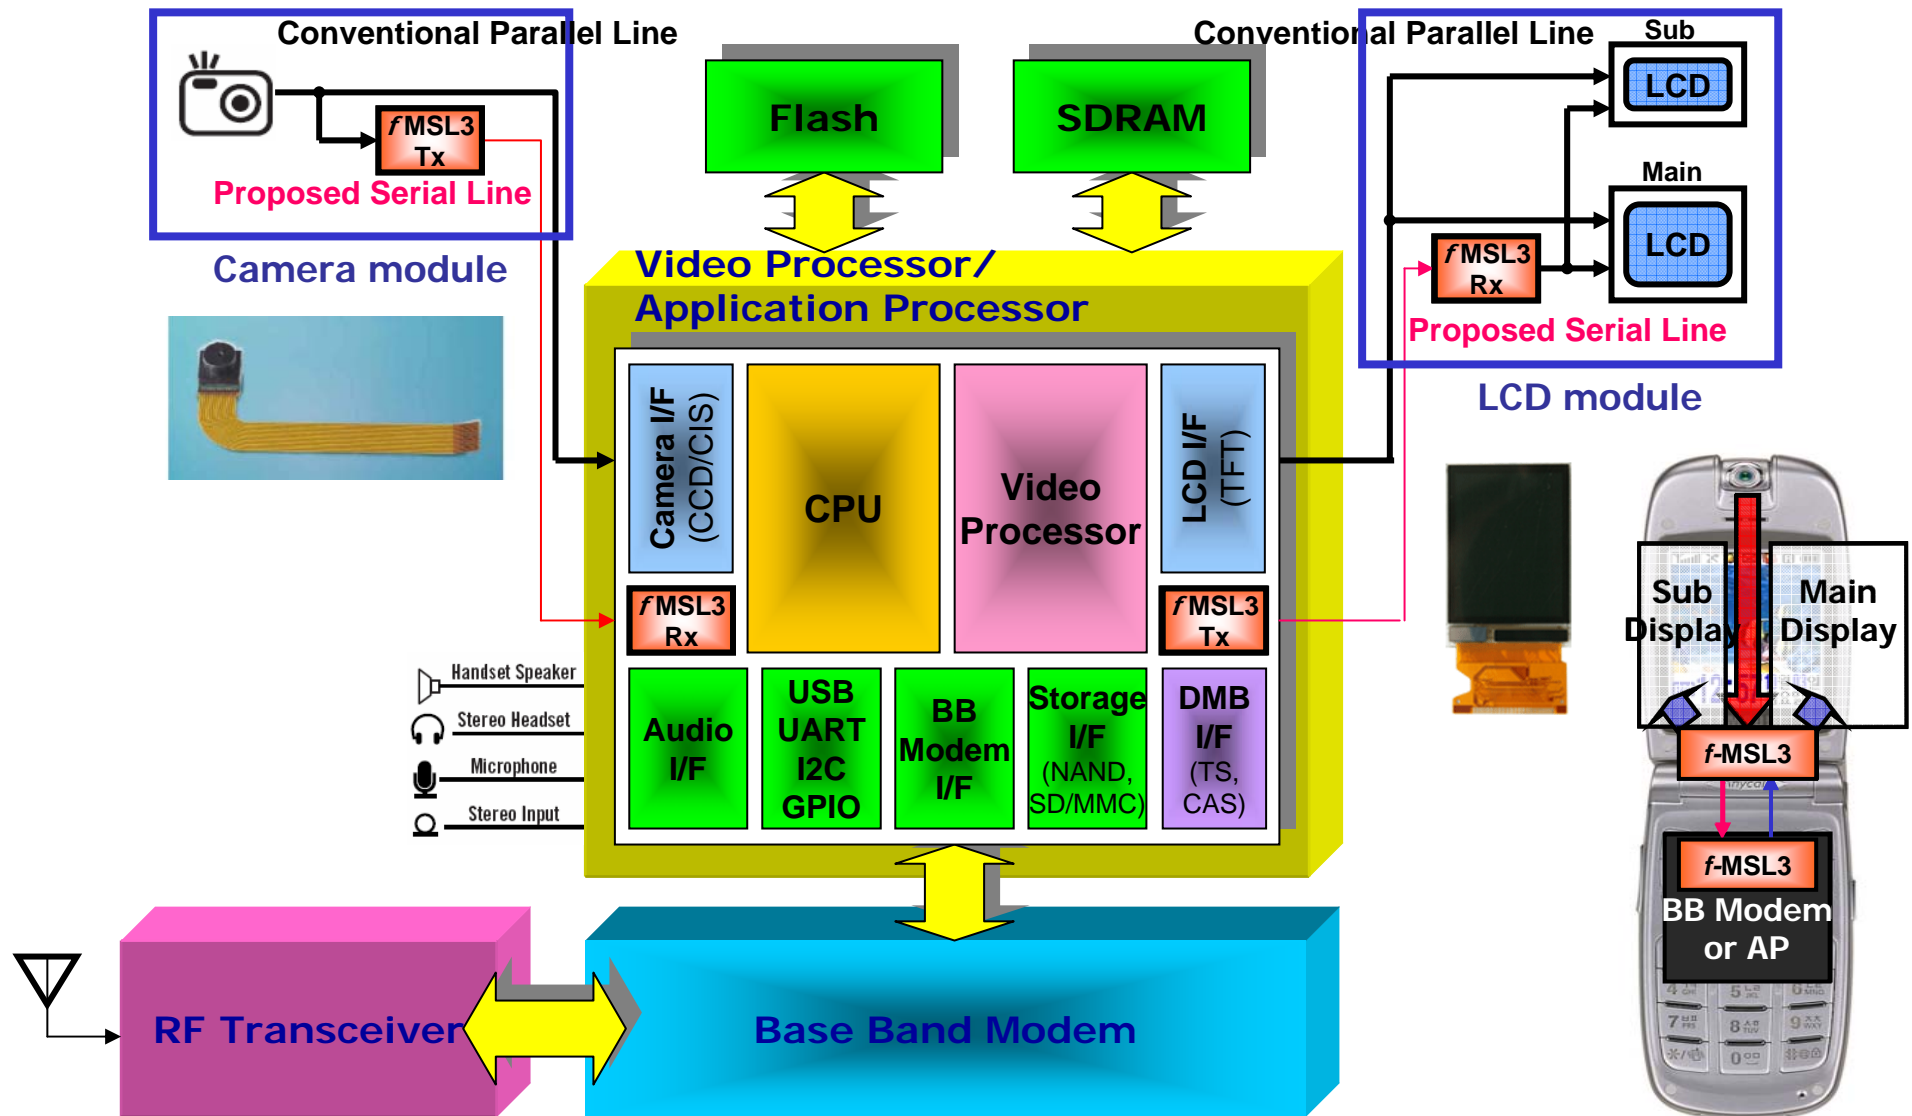 Conventional Parallel Line
fMSL3
Tx
Proposed Serial Line
Camera module
Flash
SDRAM
Conventional Parallel Line
Sub
LCD
Main
LCD
fMSL3
Rx
Proposed Serial Line
LCD module
Video Processor/
Application Processor
Camera I/F
(CCD/CIS)
CPU
Video
Processor
LCD I/F
(TFT)
fMSL3
Rx
fMSL3
Tx
Handset Speaker
Stereo Headset
Microphone
Stereo Input
Audio
I/F
USB
UART
I2C
GPIO
BB
Modem
I/F
Storage
I/F
(NAND,
SD/MMC)
DMB
I/F
(TS,
CAS)
Sub
Display
Main
Display
f-MSL3
f-MSL3
BB Modem
or AP
RF Transceiver
Base Band Modem